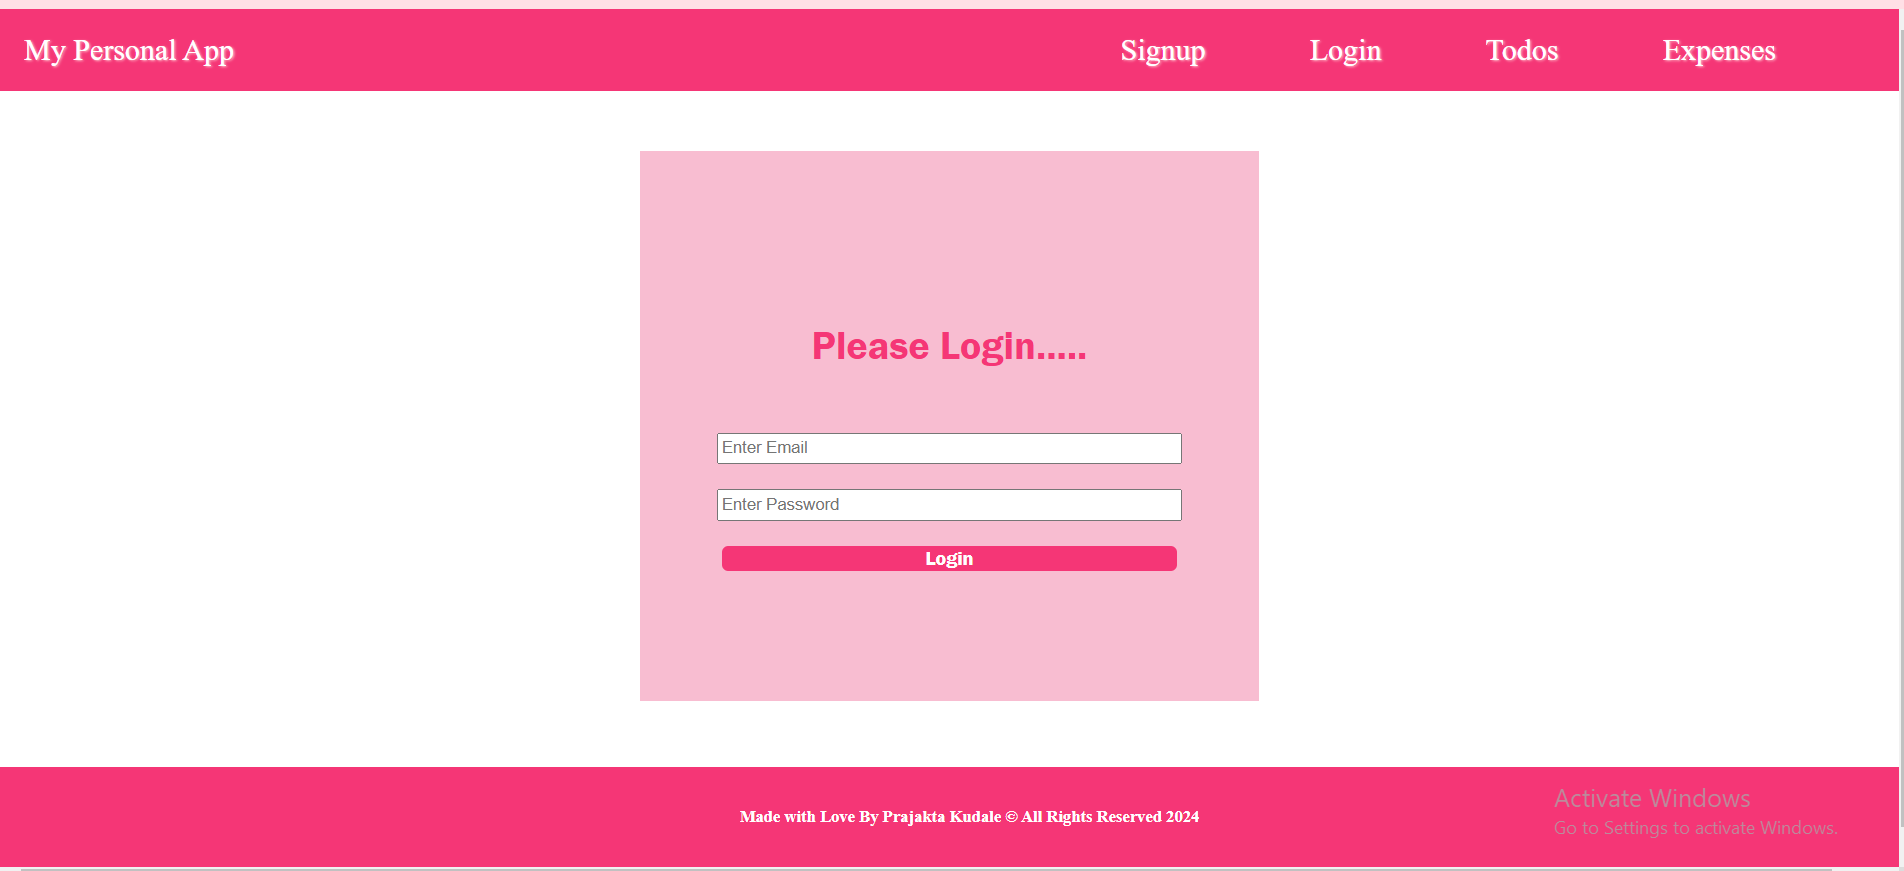 My Personal App
Signup
Login
Todos
Expenses
Please Login.....
Enter Email
Enter Password
Login
Made with Love By Prajakta Kudale © All Rights Reserved 2024
Activate Windows
Go to Settings to activate Windows.